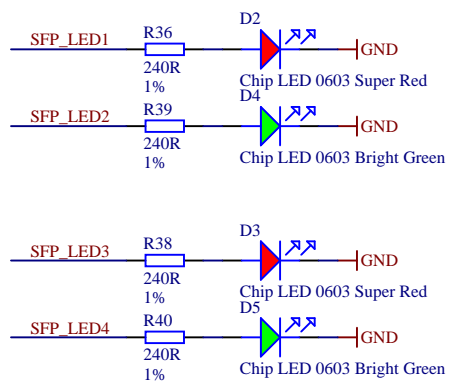 D2
R36
SFP_LED1
GND
240R
1%
Chip LED 0603 Super Red
D4
R39
SFP_LED2
GND
240R
1%
Chip LED 0603 Bright Green
D3
R38
SFP_LED3
GND
240R
1%
Chip LED 0603 Super Red
D5
R40
SFP_LED4
GND
240R
1%
Chip LED 0603 Bright Green